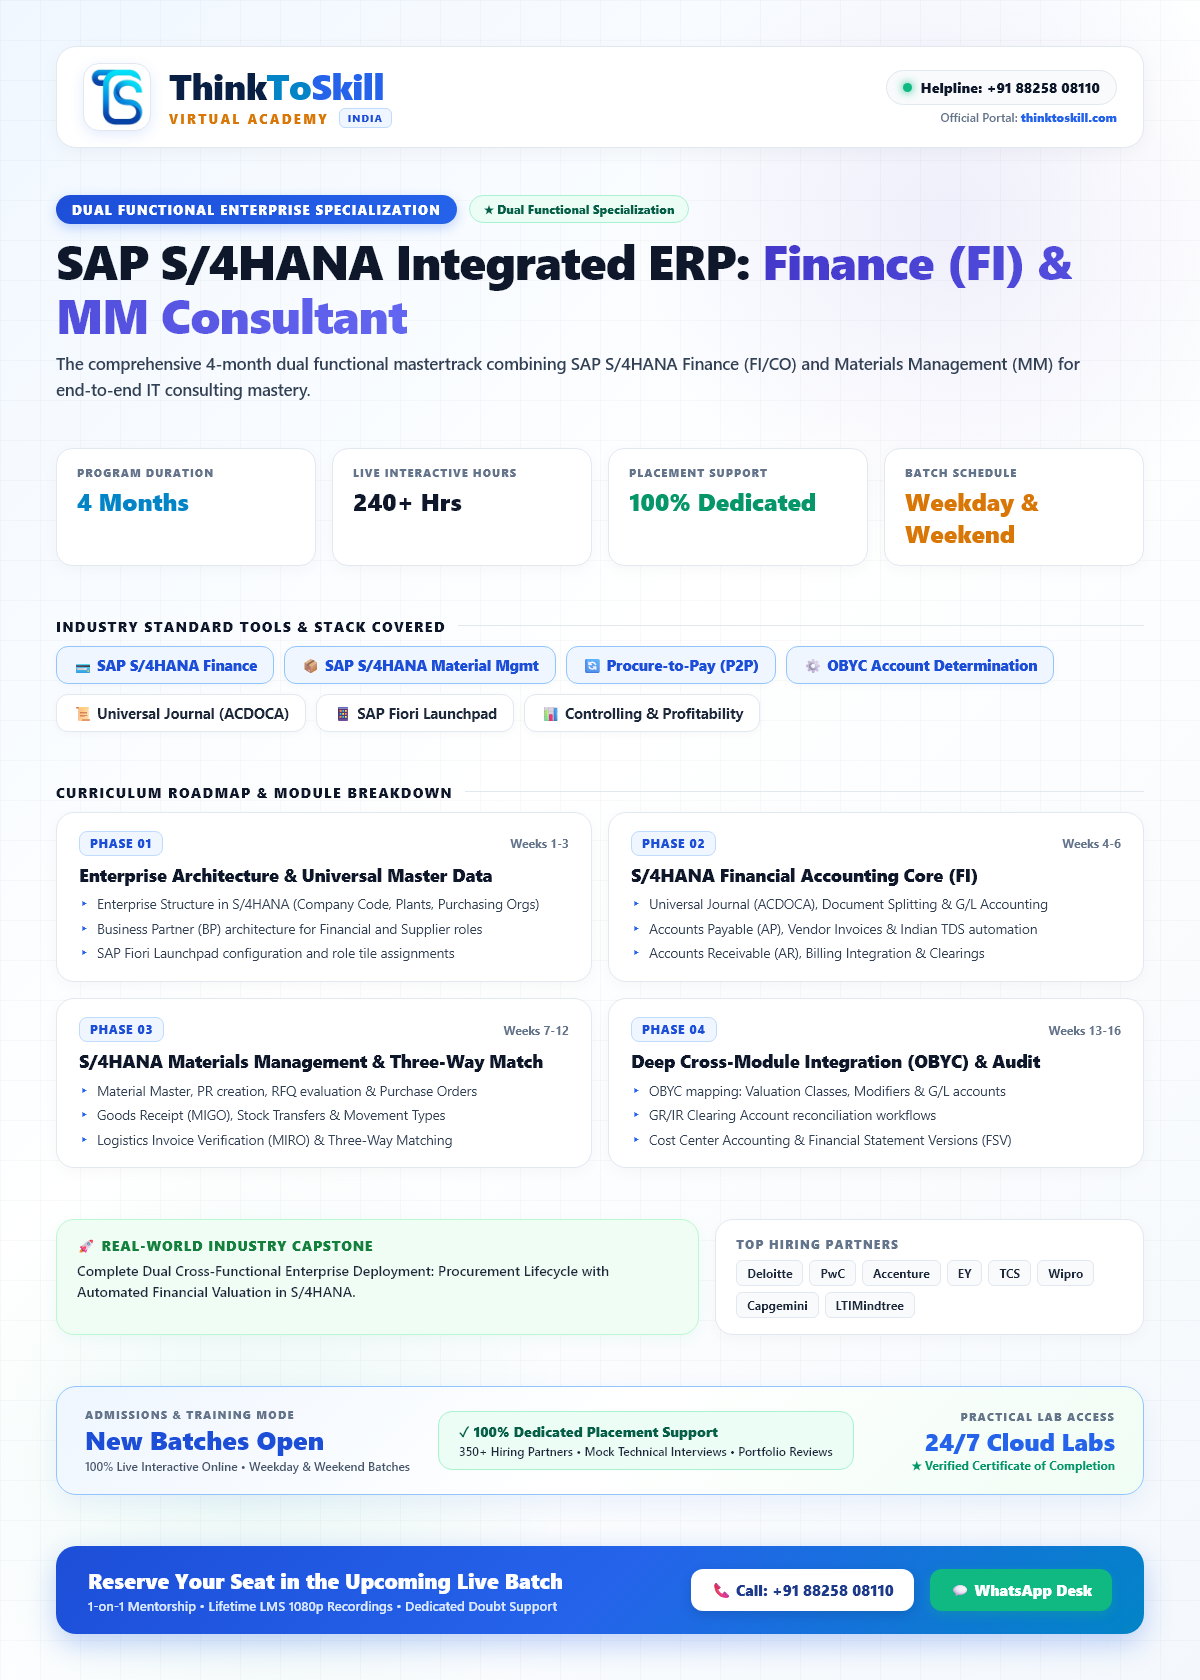 ThinkToSkill
VIRTUAL ACADEMY INDIA
Helpline: +91 88258 08110
Official Portal: thinktoskill.com
DUAL FUNCTIONAL ENTERPRISE SPECIALIZATION
★ Dual Functional Specialization
SAP S/4HANA Integrated ERP: Finance (FI) &
MM Consultant
The comprehensive 4-month dual functional mastertrack combining SAP S/4HANA Finance (FI/CO) and Materials Management (MM) for
end-to-end IT consulting mastery.
PROGRAM DURATION
4 Months
LIVE INTERACTIVE HOURS
240+ Hrs
PLACEMENT SUPPORT
100% Dedicated
BATCH SCHEDULE
Weekday &
Weekend
INDUSTRY STANDARD TOOLS & STACK COVERED
SAP S/4HANA Finance
SAP S/4HANA Material Mgmt
Procure-to-Pay (P2P)
OBYC Account Determination
Universal Journal (ACDOCA)
SAP Fiori Launchpad
Controlling & Profitability
CURRICULUM ROADMAP & MODULE BREAKDOWN
PHASE 01
Weeks 1-3
Enterprise Architecture & Universal Master Data
‣ Enterprise Structure in S/4HANA (Company Code, Plants, Purchasing Orgs)
‣ Business Partner (BP) architecture for Financial and Supplier roles
‣ SAP Fiori Launchpad configuration and role tile assignments
PHASE 02
Weeks 4-6
S/4HANA Financial Accounting Core (FI)
‣ Universal Journal (ACDOCA), Document Splitting & G/L Accounting
‣ Accounts Payable (AP), Vendor Invoices & Indian TDS automation
‣ Accounts Receivable (AR), Billing Integration & Clearings
PHASE 03
Weeks 7-12
S/4HANA Materials Management & Three-Way Match
‣ Material Master, PR creation, RFQ evaluation & Purchase Orders
‣ Goods Receipt (MIGO), Stock Transfers & Movement Types
‣ Logistics Invoice Verification (MIRO) & Three-Way Matching
PHASE 04
Weeks 13-16
Deep Cross-Module Integration (OBYC) & Audit
‣ OBYC mapping: Valuation Classes, Modifiers & G/L accounts
‣ GR/IR Clearing Account reconciliation workflows
‣ Cost Center Accounting & Financial Statement Versions (FSV)
REAL-WORLD INDUSTRY CAPSTONE
Complete Dual Cross-Functional Enterprise Deployment: Procurement Lifecycle with
Automated Financial Valuation in S/4HANA.
TOP HIRING PARTNERS
Deloitte PwC Accenture EY TCS Wipro
Capgemini LTIMindtree
ADMISSIONS & TRAINING MODE
New Batches Open
100% Live Interactive Online • Weekday & Weekend Batches
✓ 100% Dedicated Placement Support
350+ Hiring Partners • Mock Technical Interviews • Portfolio Reviews
PRACTICAL LAB ACCESS
24/7 Cloud Labs
★ Verified Certificate of Completion
Reserve Your Seat in the Upcoming Live Batch
1-on-1 Mentorship • Lifetime LMS 1080p Recordings • Dedicated Doubt Support
Call: +91 88258 08110
WhatsApp Desk